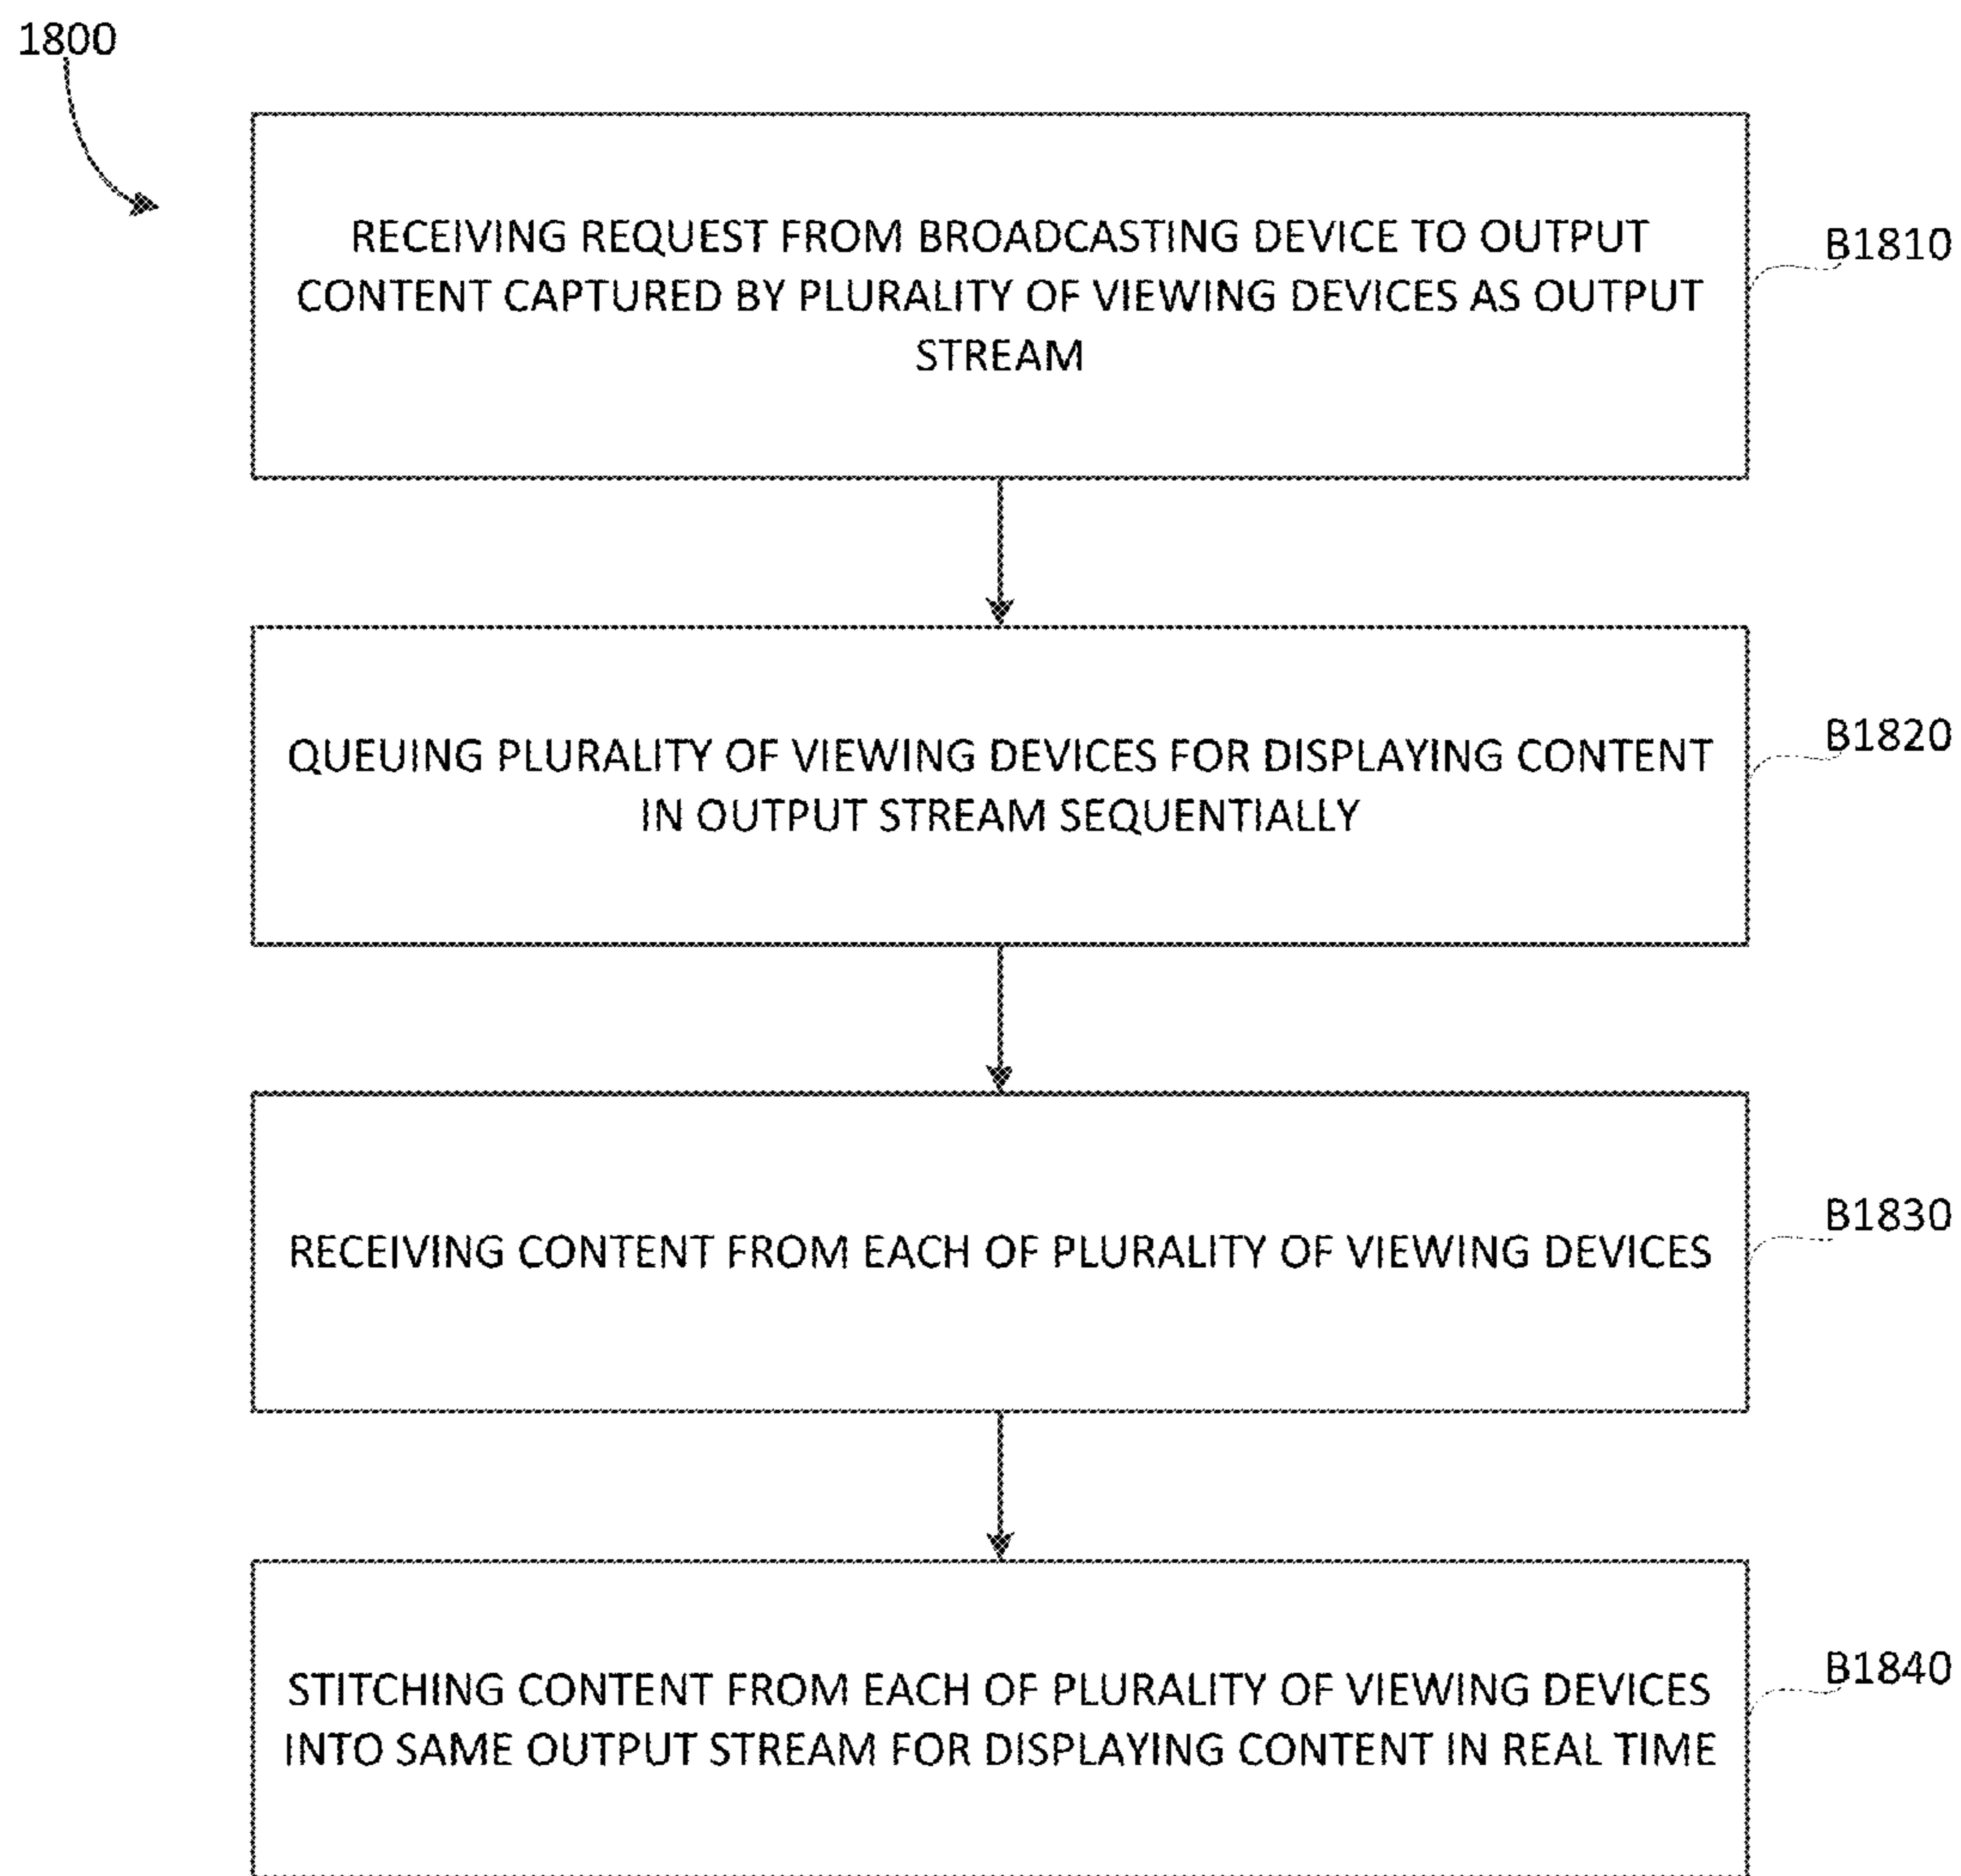 1800
RECEIVING REQUEST FROM BROADCASTING DEVICE TO OUTPUT
CONTENT CAPTURED BY PLURALITY OF VIEWING DEVICES AS OUTPUT
STREAM
B1810
QUEUING PLURALITY OF VIEWING DEVICES FOR DISPLAYING CONTENT
IN OUTPUT STREAM SEQUENTIALLY
B1820
RECEIVING CONTENT FROM EACH OF PLURALITY OF VIEWING DEVICES
B1830
STITCHING CONTENT FROM EACH OF PLURALITY OF VIEWING DEVICES
INTO SAME OUTPUT STREAM FOR DISPLAYING CONTENT IN REAL TIME
B1840